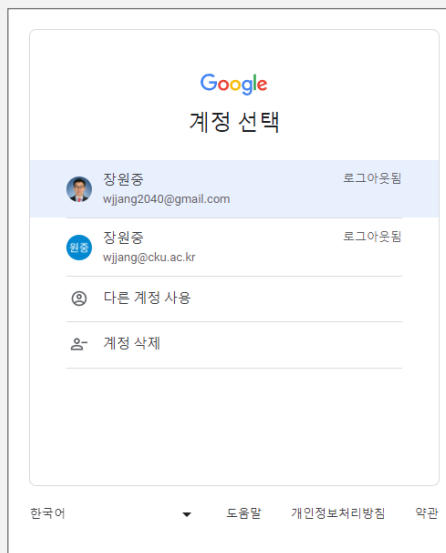 Google
계정 선택
장원중
로그아웃됨
wjjang2040@gmail.com
원중
장원중
로그아웃됨
wjjang@cku.ac.kr
다른 계정 사용
계정 삭제
한국어 도움말 개인정보처리방침 약관